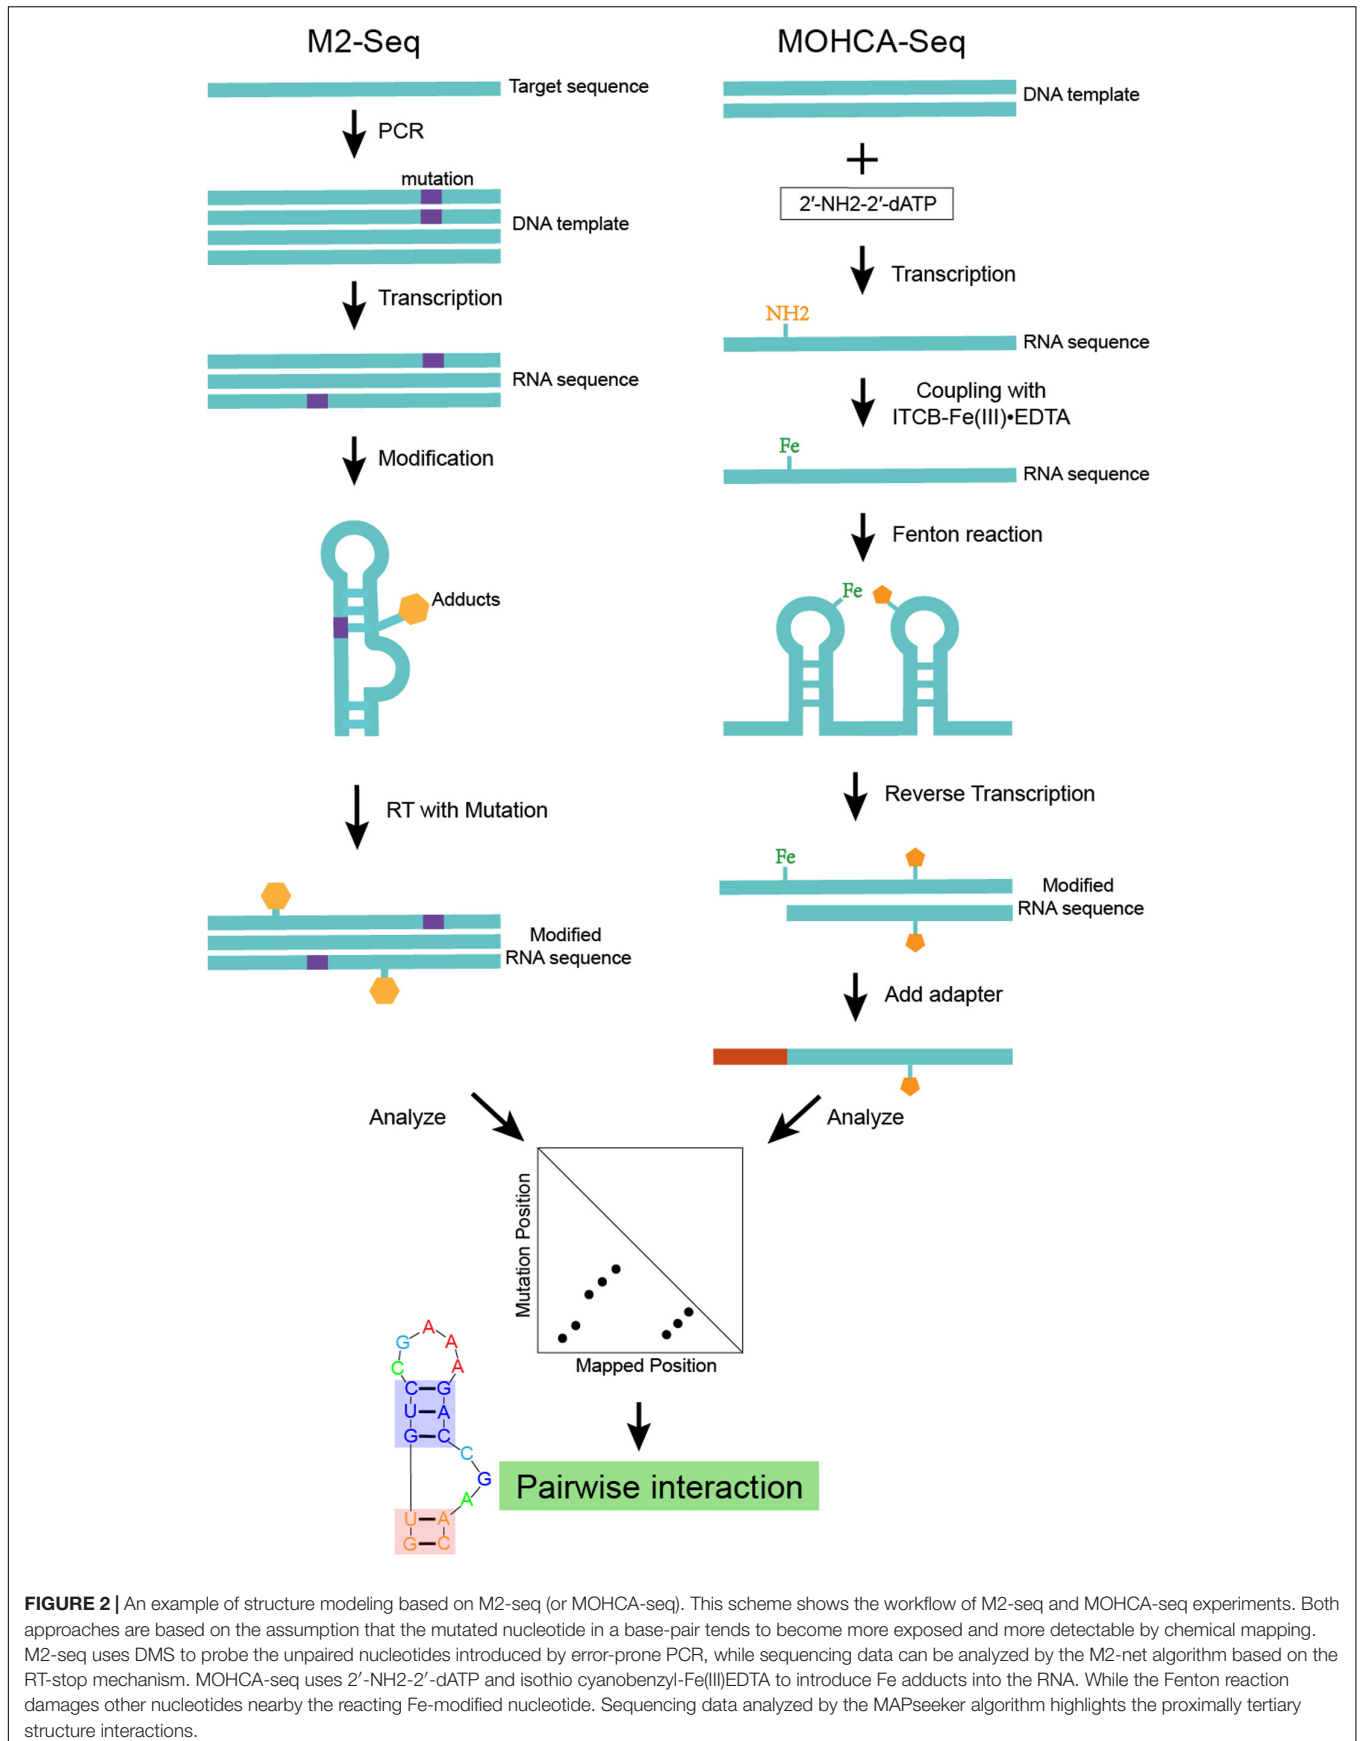 M2-Seq
Target sequence
PCR
mutation
DNA template
Transcription
RNA sequence
Modification
Adducts
RT with Mutation
Modified
RNA sequence
Analyze
MOHCA-Seq
DNA template
+
2′-NH2-2′-dATP
Transcription
NH2
RNA sequence
Coupling with
ITCB-Fe(III)•EDTA
Fe
RNA sequence
Fenton reaction
Fe
Reverse Transcription
Fe
Modified
RNA sequence
Add adapter
Analyze
Mutation Position
Mapped Position
A
G A
C A
C G
U A
G C
C
G
A
U A
G C
Pairwise interaction
FIGURE 2 | An example of structure modeling based on M2-seq (or MOHCA-seq). This scheme shows the workflow of M2-seq and MOHCA-seq experiments. Both
approaches are based on the assumption that the mutated nucleotide in a base-pair tends to become more exposed and more detectable by chemical mapping.
M2-seq uses DMS to probe the unpaired nucleotides introduced by error-prone PCR, while sequencing data can be analyzed by the M2-net algorithm based on the
RT-stop mechanism. MOHCA-seq uses 2′-NH2-2′-dATP and isothio cyanobenzyl-Fe(III)EDTA to introduce Fe adducts into the RNA. While the Fenton reaction
damages other nucleotides nearby the reacting Fe-modified nucleotide. Sequencing data analyzed by the MAPseeker algorithm highlights the proximally tertiary
structure interactions.